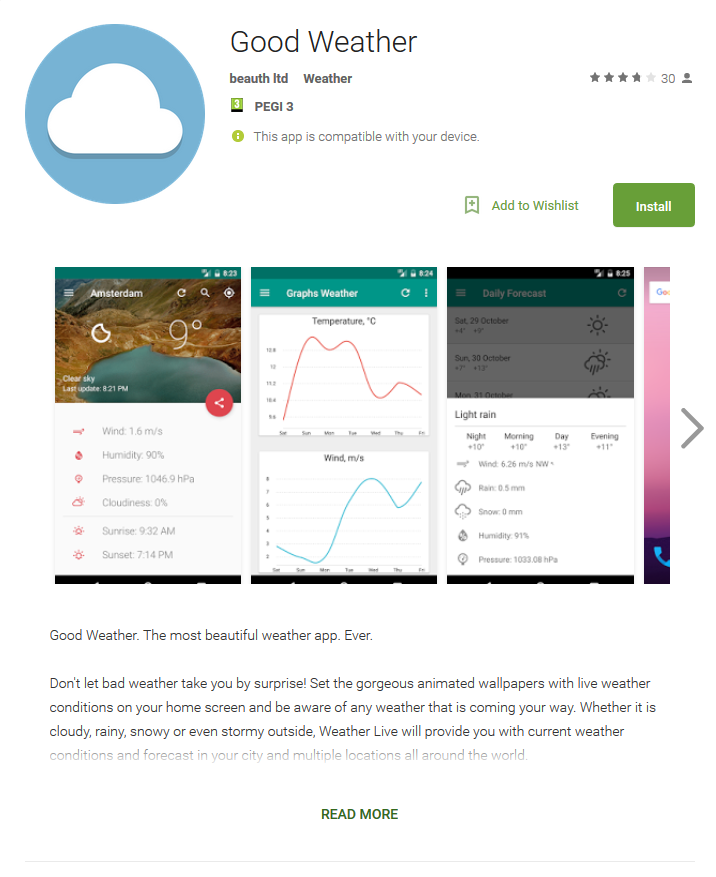 Good Weather
beauth ltd Weather
30
3 PEGI 3
This app is compatible with your device.
Add to Wishlist
Install
8:23
Amsterdam
9°
Clear sky
Last update: 8:21 PM
Wind: 1.6 m/s
Humidity: 90%
Pressure: 1046.9 hPa
Cloudiness: 0%
Sunrise: 9:32 AM
Sunset: 7:14 PM
8:24
Graphs Weather
Temperature, °C
12.8
12
11.2
10.4
9.6
Sat Sun Mon Tue Wed Thu Fri
Wind, m/s
8
7
6
5
4
3
2
Sat Sun Mon Tue Wed Thu Fri
8:25
Daily Forecast
Sat, 29 October
+4° +9°
Sun, 30 October
+7° +13°
Mon, 31 October
Light rain
Night Morning Day Evening
+10° +10° +13° +11°
Wind: 6.26 m/s NW
Rain: 0.5 mm
Snow: 0 mm
Humidity: 91%
Pressure: 1033.08 hPa
Good Weather. The most beautiful weather app. Ever.
Don't let bad weather take you by surprise! Set the gorgeous animated wallpapers with live weather
conditions on your home screen and be aware of any weather that is coming your way. Whether it is
cloudy, rainy, snowy or even stormy outside, Weather Live will provide you with current weather
conditions and forecast in your city and multiple locations all around the world.
READ MORE